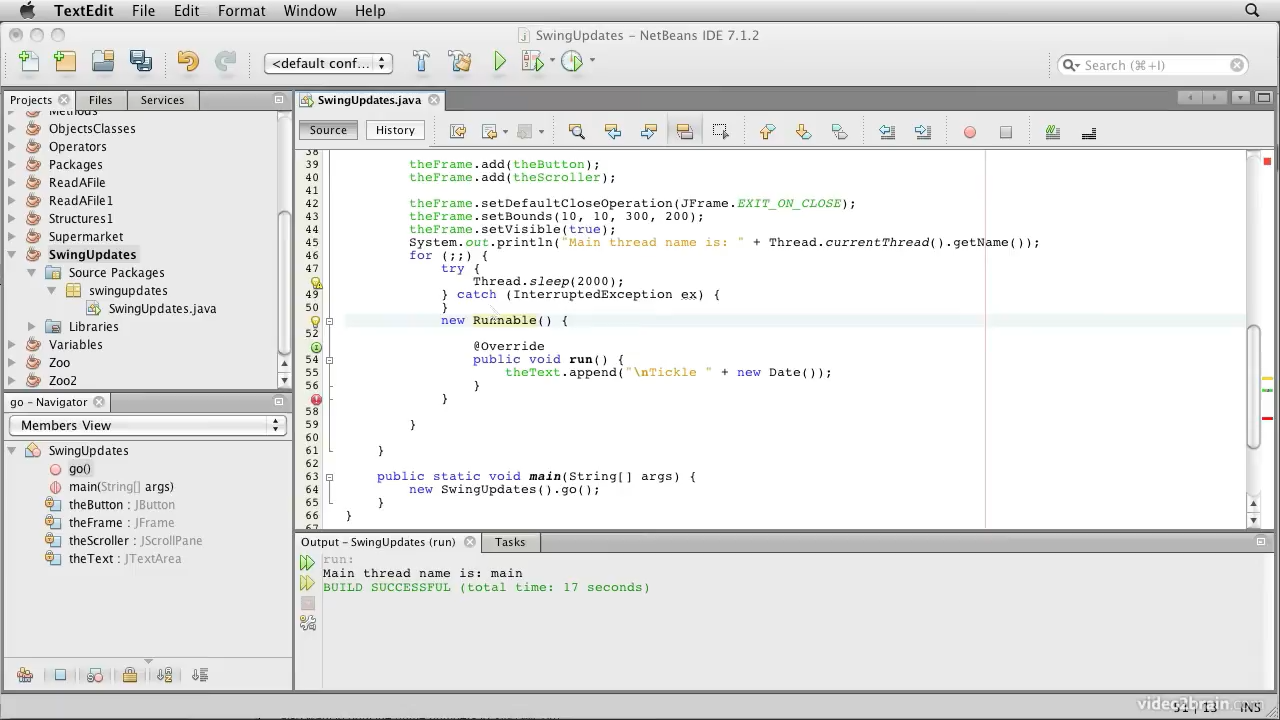 TextEdit File Edit Format Window Help
SwingUpdates – NetBeans IDE 7.1.2
<default conf...
Search (⌘+I)
Projects Files Services
Methods
ObjectsClasses
Operators
Packages
ReadAFile
ReadAFile1
Structures1
Supermarket
SwingUpdates
Source Packages
swingupdates
SwingUpdates.java
Libraries
Variables
Zoo
Zoo2
go – Navigator
Members View
SwingUpdates
go()
main(String[] args)
theButton : JButton
theFrame : JFrame
theScroller : JScrollPane
theText : JTextArea
SwingUpdates.java
Source History
38
39 theFrame.add(theButton);
40 theFrame.add(theScroller);
41
42 theFrame.setDefaultCloseOperation(JFrame.EXIT_ON_CLOSE);
43 theFrame.setBounds(10, 10, 300, 200);
44 theFrame.setVisible(true);
45 System.out.println("Main thread name is: " + Thread.currentThread().getName());
46 for (;;) {
47 try {
Thread.sleep(2000);
49 } catch (InterruptedException ex) {
50 }
new Runnable() {
52
@Override
54 public void run() {
55 theText.append("\nTickle " + new Date());
56 }
}
58
59 }
60
61 }
62
63 public static void main(String[] args) {
64 new SwingUpdates().go();
65 }
66 }
67
Output – SwingUpdates (run) Tasks
run:
Main thread name is: main
BUILD SUCCESSFUL (total time: 17 seconds)
51 | 13 INS
video2brain.com